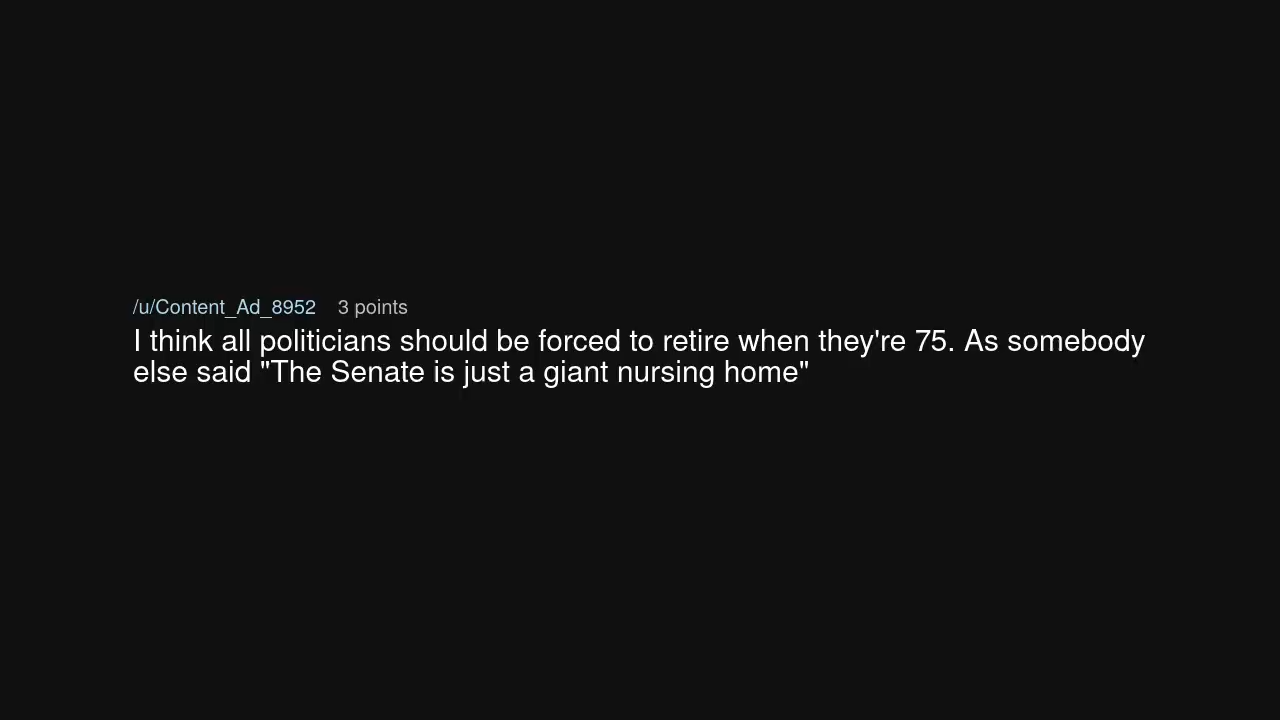 /u/Content_Ad_8952 3 points
I think all politicians should be forced to retire when they're 75. As somebody
else said "The Senate is just a giant nursing home"